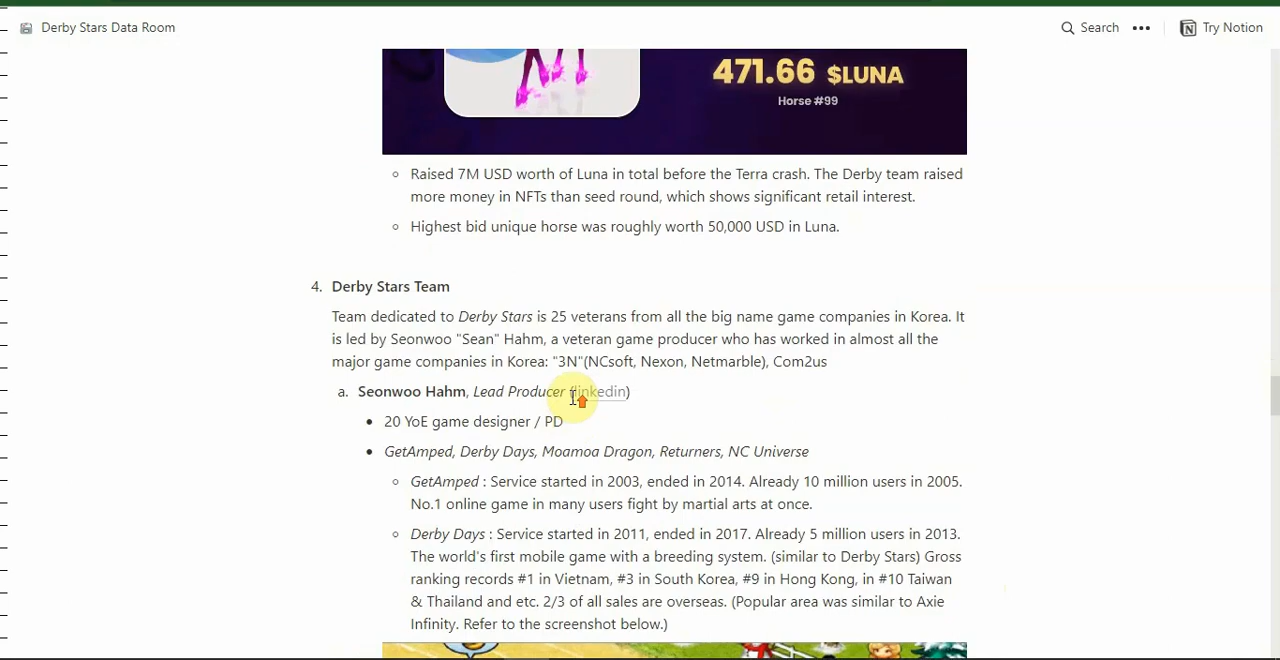 Derby Stars Data Room
Search
Try Notion
471.66 $LUNA
Horse #99
Raised 7M USD worth of Luna in total before the Terra crash. The Derby team raised
more money in NFTs than seed round, which shows significant retail interest.
Highest bid unique horse was roughly worth 50,000 USD in Luna.
4. Derby Stars Team
Team dedicated to Derby Stars is 25 veterans from all the big name game companies in Korea. It
is led by Seonwoo "Sean" Hahm, a veteran game producer who has worked in almost all the
major game companies in Korea: "3N"(NCsoft, Nexon, Netmarble), Com2us
a. Seonwoo Hahm, Lead Producer (linkedin)
20 YoE game designer / PD
GetAmped, Derby Days, Moamoa Dragon, Returners, NC Universe
GetAmped : Service started in 2003, ended in 2014. Already 10 million users in 2005.
No.1 online game in many users fight by martial arts at once.
Derby Days : Service started in 2011, ended in 2017. Already 5 million users in 2013.
The world's first mobile game with a breeding system. (similar to Derby Stars) Gross
ranking records #1 in Vietnam, #3 in South Korea, #9 in Hong Kong, in #10 Taiwan
& Thailand and etc. 2/3 of all sales are overseas. (Popular area was similar to Axie
Infinity. Refer to the screenshot below.)